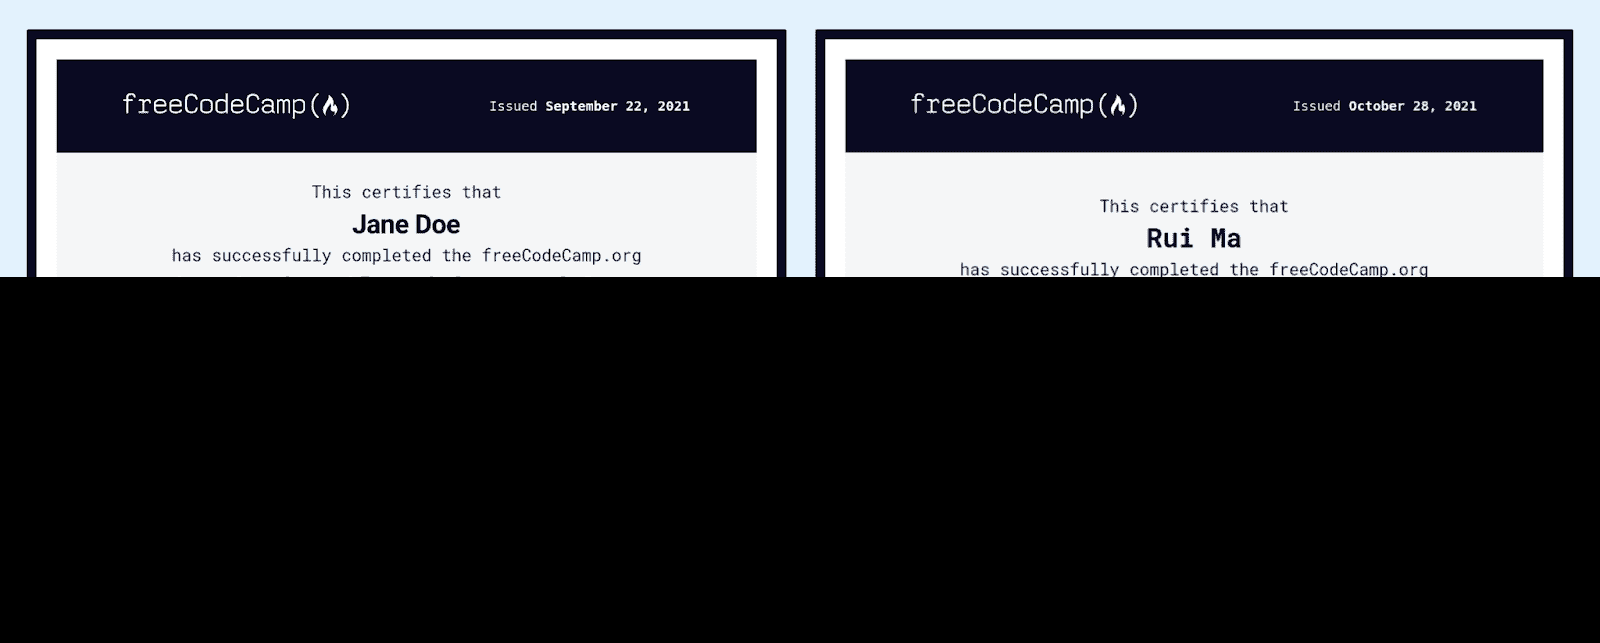 freeCodeCamp(🔥)
Issued September 22, 2021
This certifies that
Jane Doe
has successfully completed the freeCodeCamp.org
freeCodeCamp(🔥)
Issued October 28, 2021
This certifies that
Rui Ma
has successfully completed the freeCodeCamp.org